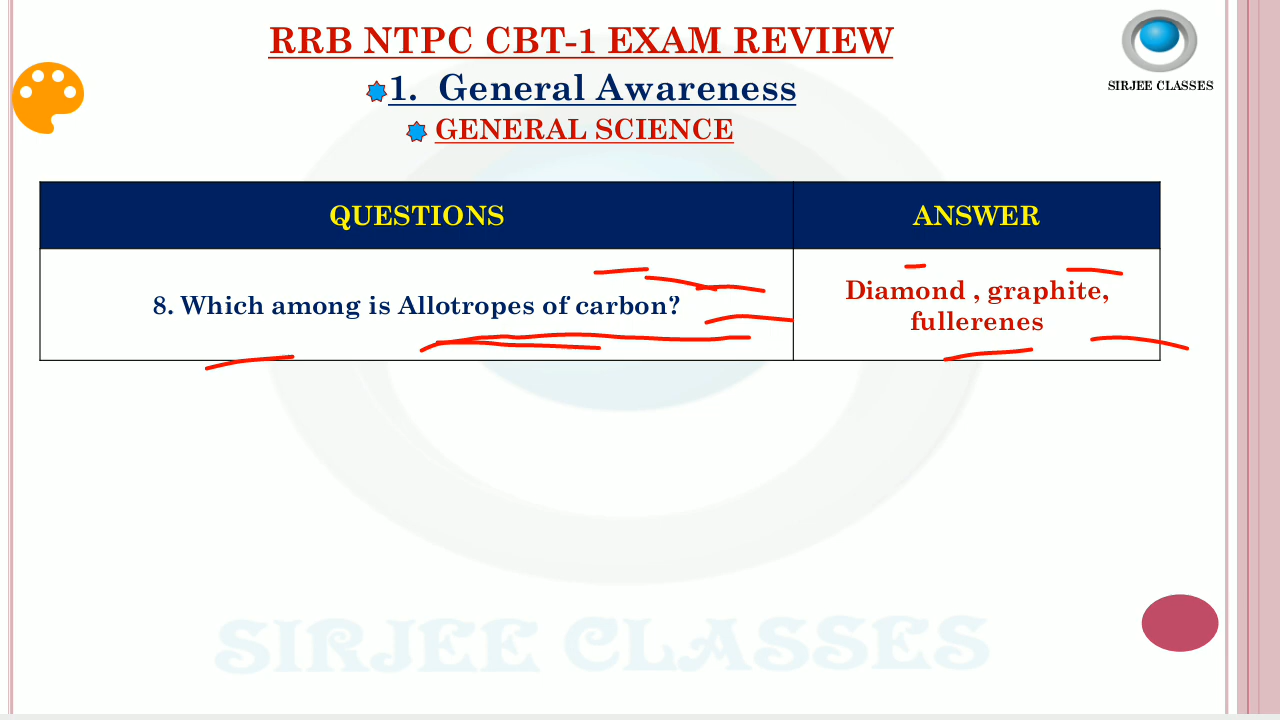 RRB NTPC CBT-1 EXAM REVIEW
1. General Awareness
GENERAL SCIENCE
SIRJEE CLASSES
QUESTIONS
ANSWER
8. Which among is Allotropes of carbon?
Diamond , graphite,
fullerenes
SIRJEE CLASSES